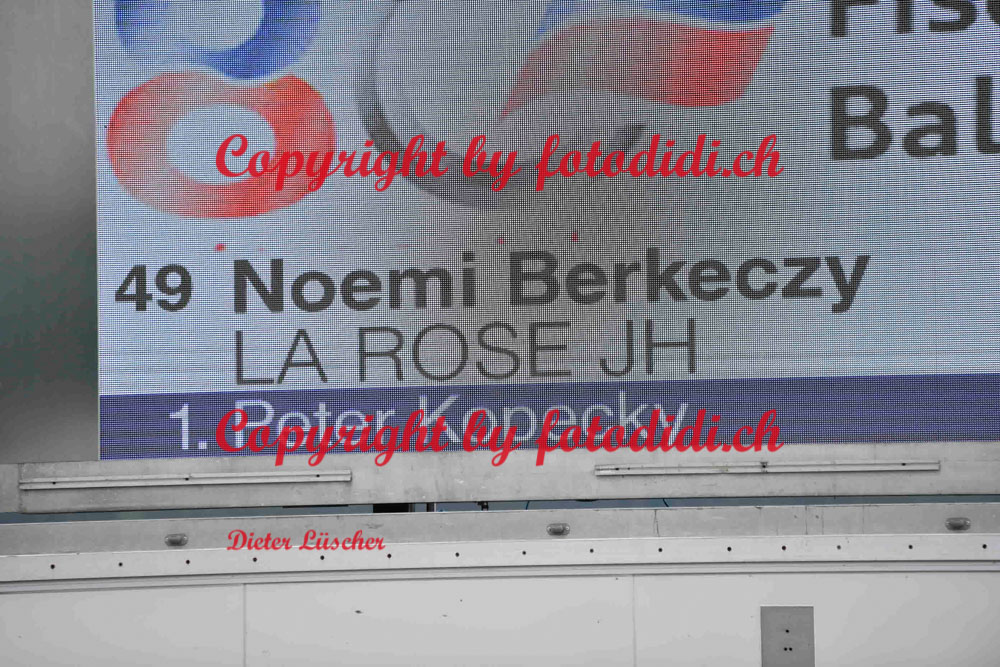 Bal
Copyright by fotodidi.ch
49 Noemi Berkeczy
LA ROSE JH
1. Peter Kopecky
Copyright by fotodidi.ch
Dieter Lüscher